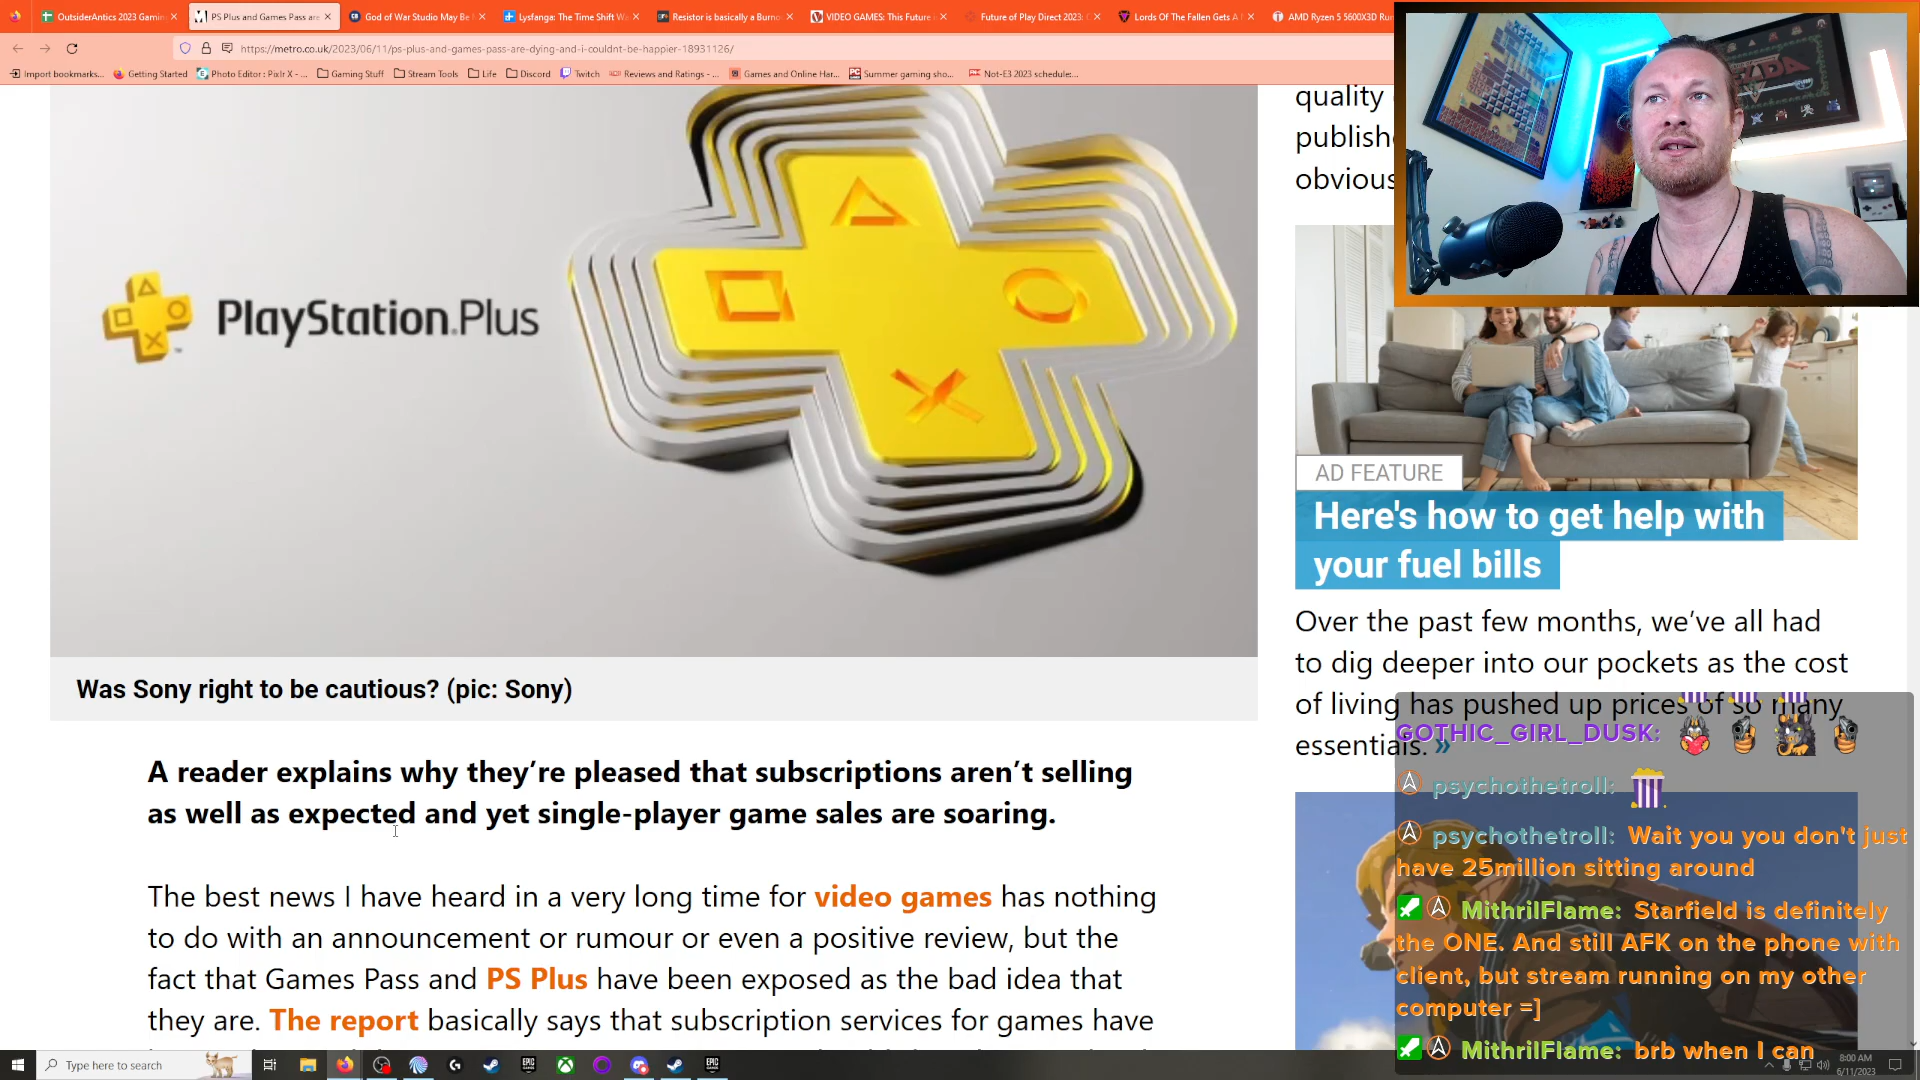 OutsiderAntics 2023 Gamin
PS Plus and Games Pass are
God of War Studio May Be
Lysfanga: The Time Shift Wa
Resistor is basically a Burno
VIDEO GAMES: This Future i
Future of Play Direct 2023:
Lords Of The Fallen Gets A
AMD Ryzen 5 5600X3D Run
https://metro.co.uk/2023/06/11/ps-plus-and-games-pass-are-dying-and-i-couldnt-be-happier-18931126/
Import bookmarks...
Getting Started
Photo Editor : Pixlr X - ...
Gaming Stuff
Stream Tools
Life
Discord
Twitch
Reviews and Ratings - ...
Games and Online Har...
Summer gaming sho...
Not-E3 2023 schedule:...
PlayStation.Plus
Was Sony right to be cautious? (pic: Sony)
A reader explains why they're pleased that subscriptions aren't selling
as well as expected and yet single-player game sales are soaring.
The best news I have heard in a very long time for video games has nothing
to do with an announcement or rumour or even a positive review, but the
fact that Games Pass and PS Plus have been exposed as the bad idea that
they are. The report basically says that subscription services for games have
quality
publishe
obvious
AD FEATURE
Here's how to get help with
your fuel bills
Over the past few months, we've all had
to dig deeper into our pockets as the cost
of living has pushed up prices of so many
essentials. »
GOTHIC_GIRL_DUSK:
psychothetroll:
psychothetroll: Wait you you don't just
have 25million sitting around
MithrilFlame: Starfield is definitely
the ONE. And still AFK on the phone with
client, but stream running on my other
computer =]
MithrilFlame: brb when I can
Type here to search
8:00 AM
6/11/2023